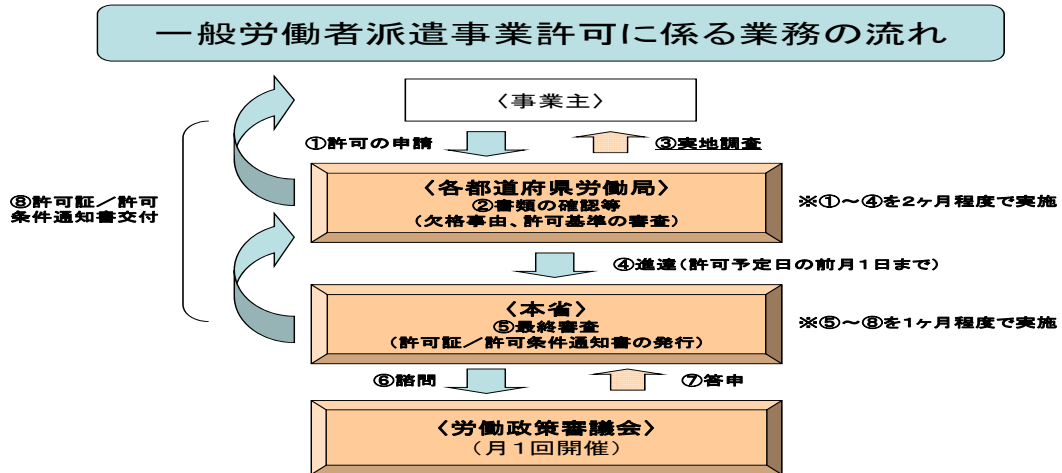 一般労働者派遣事業許可に係る業務の流れ
〈事業主〉
①許可の申請
③実地調査
〈各都道府県労働局〉
②書類の確認等
(欠格事由、許可基準の審査)
※①～④を2ヶ月程度で実施
⑧許可証／許可
条件通知書交付
④進達(許可予定日の前月1日まで)
〈本省〉
⑤最終審査
(許可証／許可条件通知書の発行)
※⑤～⑧を1ヶ月程度で実施
⑥諮問
⑦答申
〈労働政策審議会〉
(月1回開催)